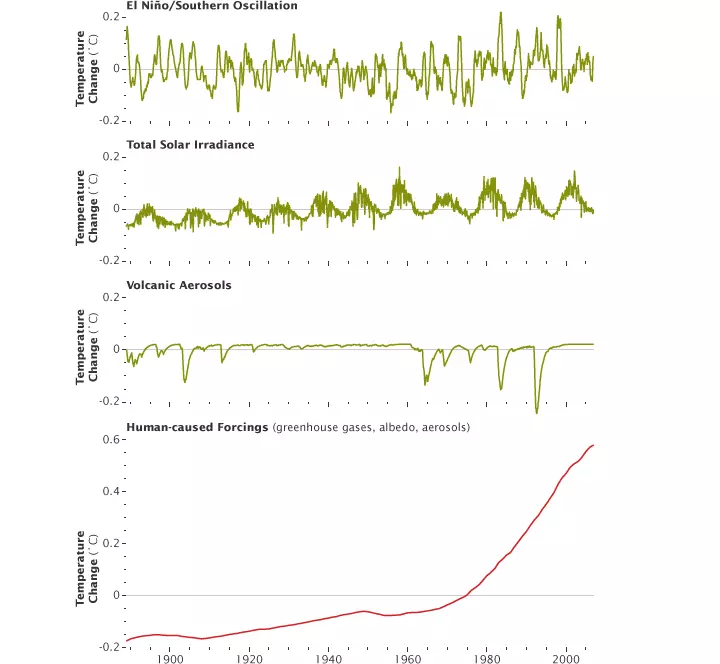 El Niño/Southern Oscillation
0.2
0
-0.2
Temperature
Change (˚C)
Total Solar Irradiance
0.2
0
-0.2
Temperature
Change (˚C)
Volcanic Aerosols
0.2
0
-0.2
Temperature
Change (˚C)
Human-caused Forcings (greenhouse gases, albedo, aerosols)
0.6
0.4
0.2
0
-0.2
Temperature
Change (˚C)
1900 1920 1940 1960 1980 2000